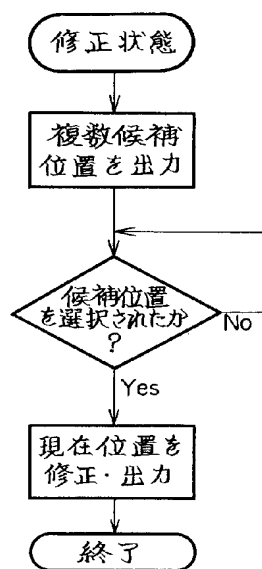 修正状態
複数候補
位置を出力
候補位置
を選択されたか
?
No
Yes
現在位置を
修正・出力
終了